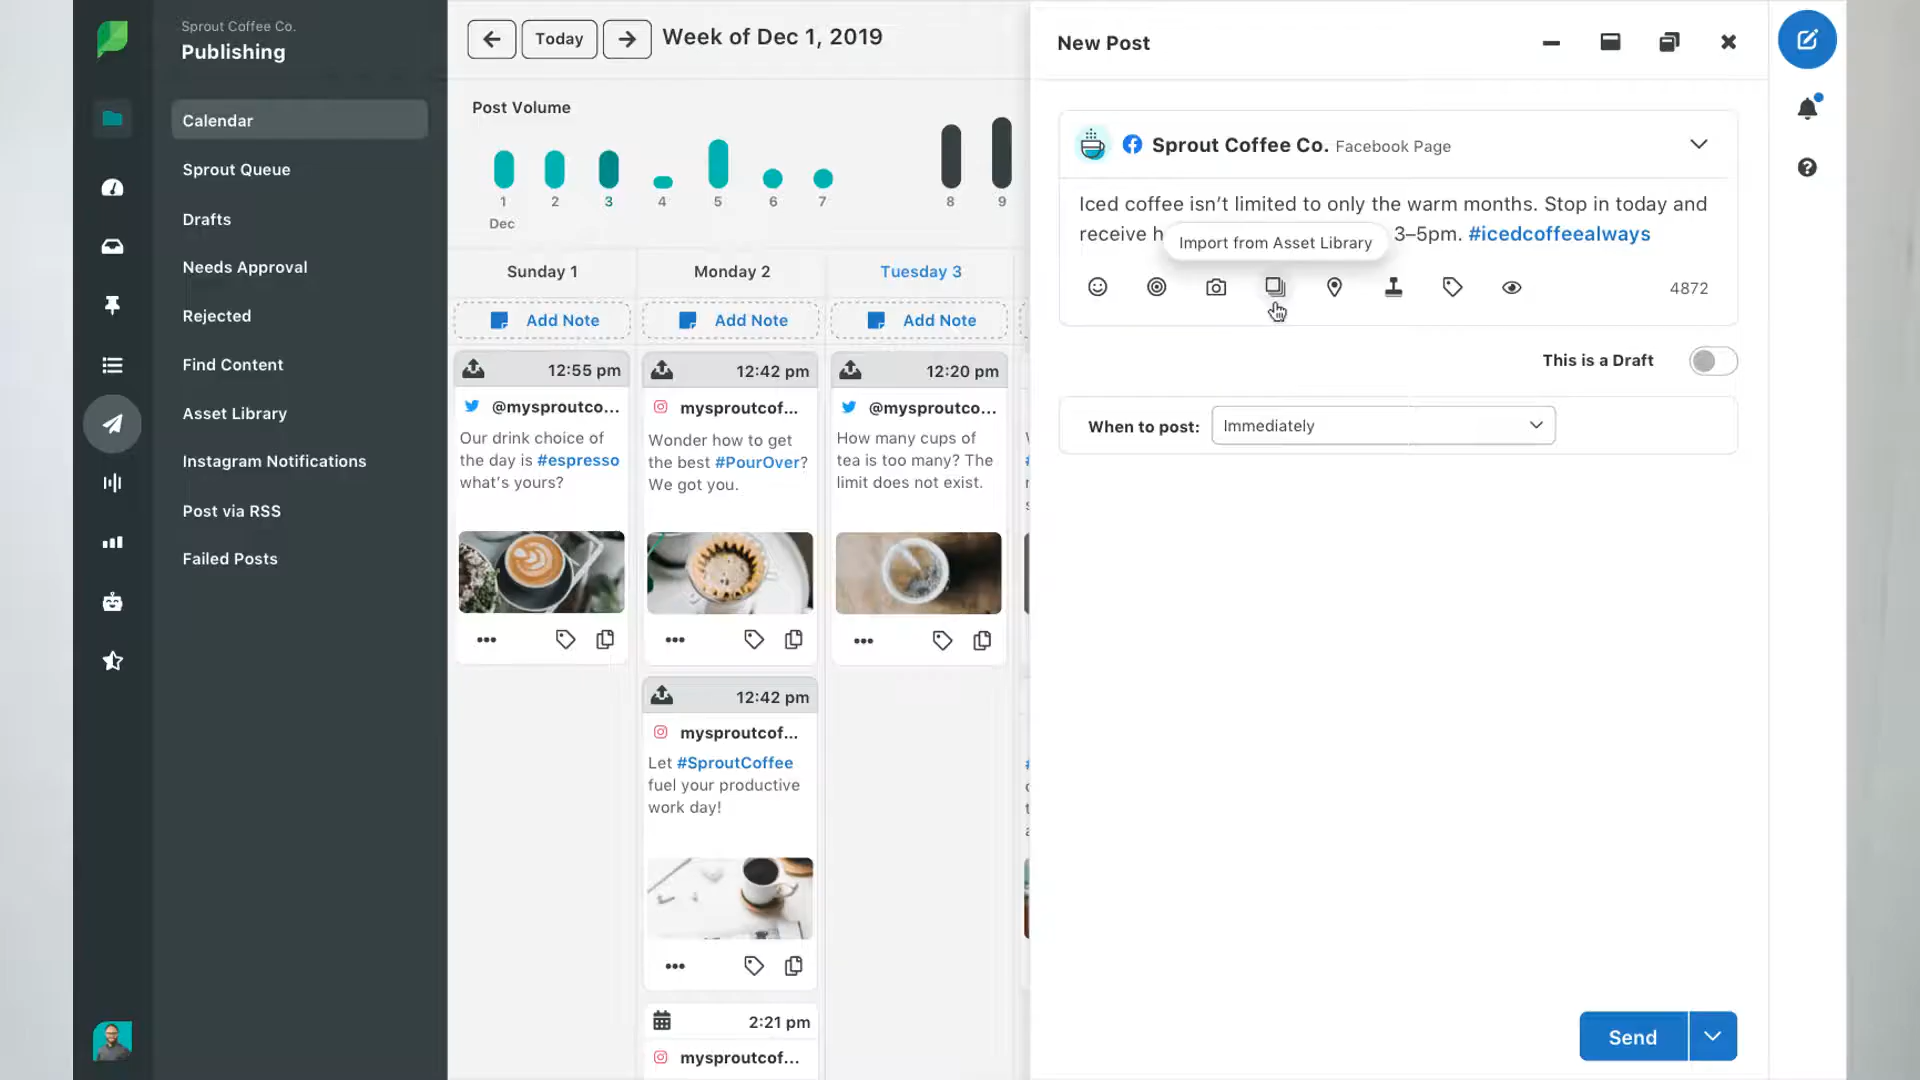 Sprout Coffee Co.
Publishing
Calendar
Sprout Queue
Drafts
Needs Approval
Rejected
Find Content
Asset Library
Instagram Notifications
Post via RSS
Failed Posts
Today
Week of Dec 1, 2019
Post Volume
1 2 3 4 5 6 7 8 9
Dec
Sunday 1
Monday 2
Tuesday 3
Add Note
Add Note
Add Note
12:55 pm
@mysproutco...
Our drink choice of
the day is #espresso
what's yours?
12:42 pm
mysproutcof...
Wonder how to get
the best #PourOver?
We got you.
12:42 pm
mysproutcof...
Let #SproutCoffee
fuel your productive
work day!
2:21 pm
mysproutcof...
12:20 pm
@mysproutco...
How many cups of
tea is too many? The
limit does not exist.
New Post
Sprout Coffee Co. Facebook Page
Iced coffee isn't limited to only the warm months. Stop in today and
receive 3–5pm. #icedcoffeealways
Import from Asset Library
4872
This is a Draft
When to post: Immediately
Send